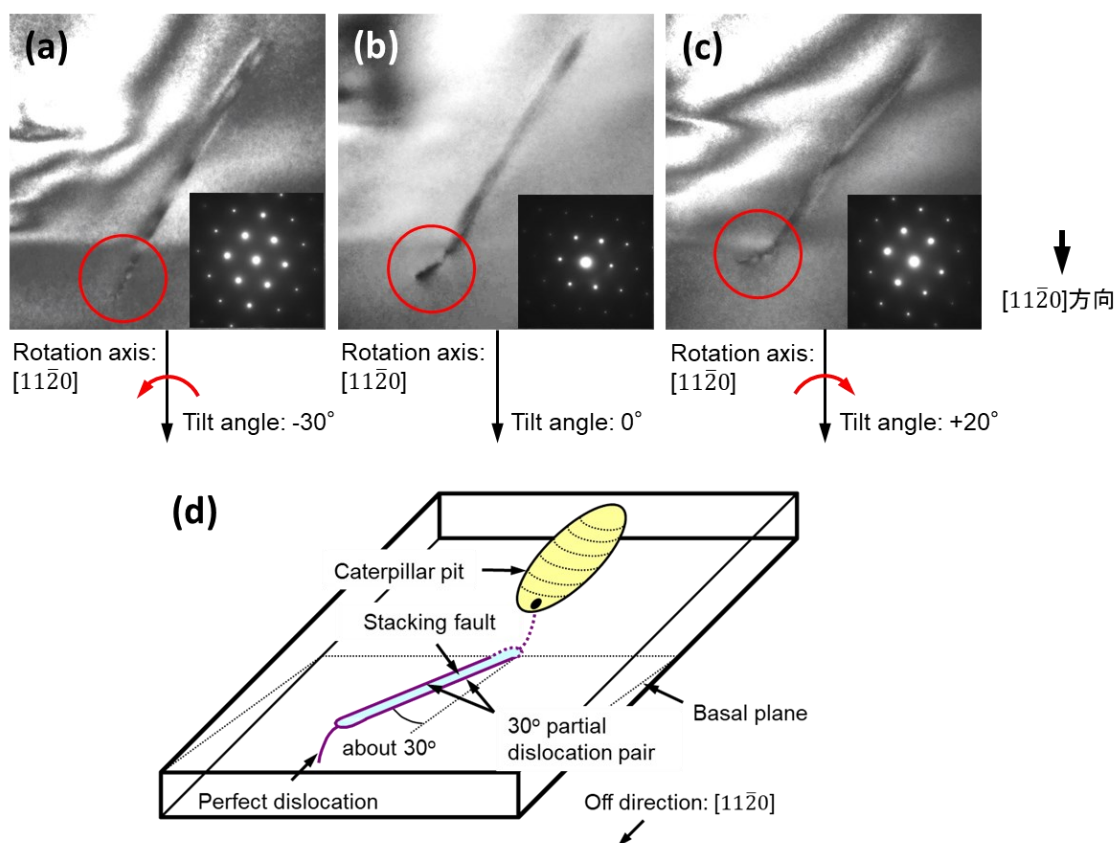 (a)
(b)
(c)
[112̄0]方向
Rotation axis:
[112̄0]
Tilt angle: -30°
Rotation axis:
[112̄0]
Tilt angle: 0°
Rotation axis:
[112̄0]
Tilt angle: +20°
(d)
Caterpillar pit
Stacking fault
about 30°
30° partial
dislocation pair
Basal plane
Perfect dislocation
Off direction: [112̄0]